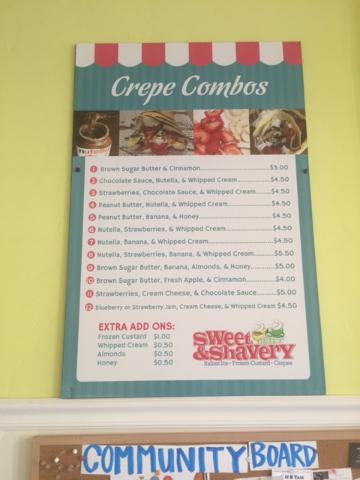 Crepe Combos
nutella
1 Brown Sugar Butter & Cinnamon $3.00
2 Chocolate Sauce, Nutella, & Whipped Cream $4.50
3 Strawberries, Chocolate Sauce, & Whipped Cream $4.50
4 Peanut Butter, Nutella, & Whipped Cream $4.50
5 Peanut Butter, Banana, & Honey $4.50
6 Nutella, Strawberries, & Whipped Cream $4.50
7 Nutella, Banana, & Whipped Cream $4.50
8 Nutella, Strawberries, Banana, & Whipped Cream $5.50
9 Brown Sugar Butter, Banana, Almonds, & Honey $5.00
10 Brown Sugar Butter, Fresh Apple, & Cinnamon $4.00
11 Strawberries, Cream Cheese, & Chocolate Sauce $5.00
12 Blueberry or Strawberry Jam, Cream Cheese, & Whipped Cream $4.50
EXTRA ADD ONS:
Frozen Custard $1.00
Whipped Cream $0.50
Almonds $0.50
Honey $0.50
SWeet
&SHaVeRY
Italian Ice - Frozen Custard - Crepes
COMMUNITY BOARD